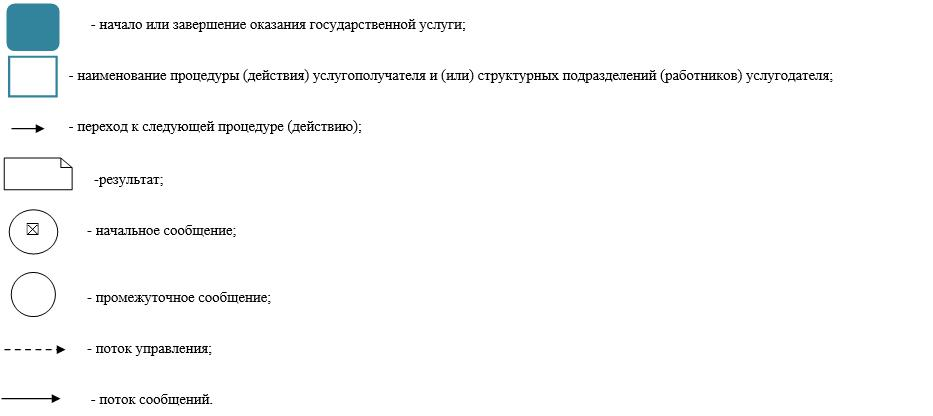 - начало или завершение оказания государственной услуги;
- наименование процедуры (действия) услугополучателя и (или) структурных подразделений (работников) услугодателя;
- переход к следующей процедуре (действию);
-результат;
- начальное сообщение;
- промежуточное сообщение;
- поток управления;
- поток сообщений.